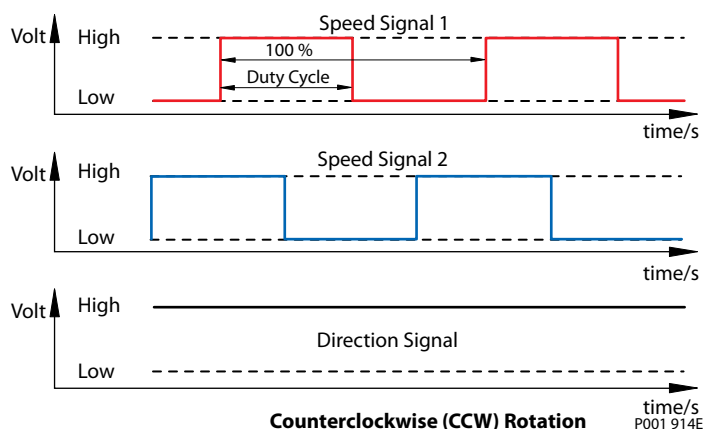 Speed Signal 1
Volt High
100 %
Duty Cycle
Low
time/s
Speed Signal 2
Volt High
Low
time/s
Volt High
Direction Signal
Low
time/s
Counterclockwise (CCW) Rotation
P001 914E